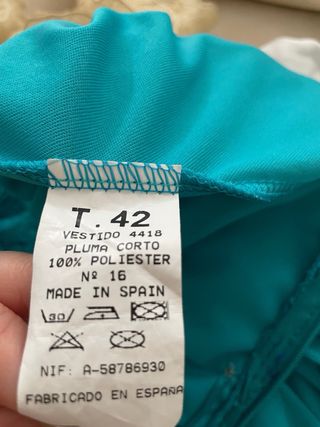 T. 42
VESTIDO 4418
PLUMA CORTO
100% POLIESTER
Nº 16
MADE IN SPAIN
30
NIF: A-58786930
FABRICADO EN ESPAÑA